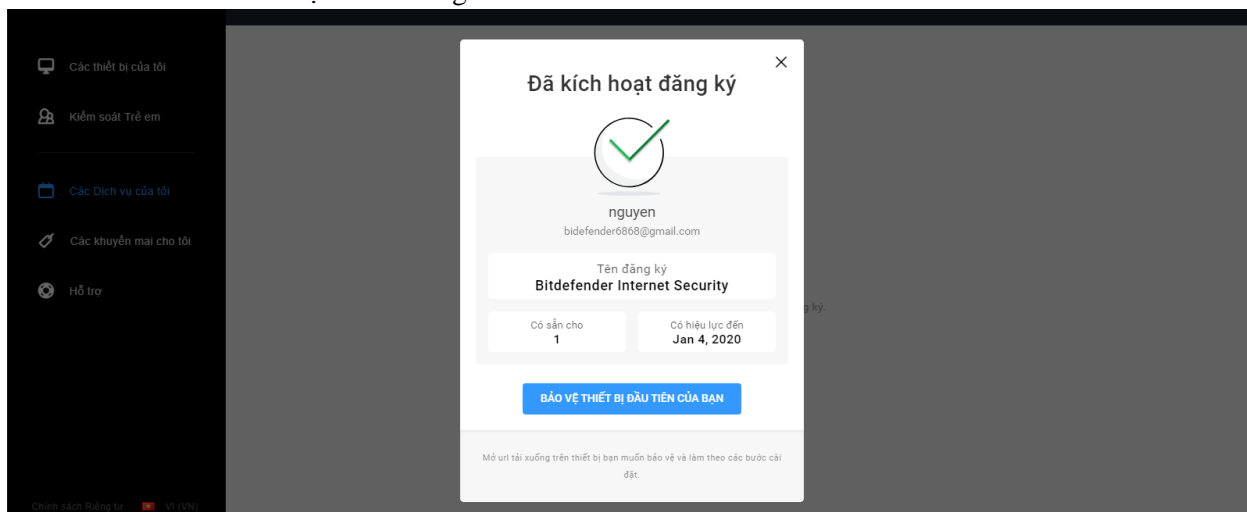 Các thiết bị của tôi
Kiểm soát Trẻ em
Các Dịch vụ của tôi
Các khuyến mại cho tôi
Hỗ trợ
Chính sách Riêng tư VI (VN)
Đã kích hoạt đăng ký
nguyen
bidefender6868@gmail.com
Tên đăng ký
Bitdefender Internet Security
Có sẵn cho
1
Có hiệu lực đến
Jan 4, 2020
BẢO VỆ THIẾT BỊ ĐẦU TIÊN CỦA BẠN
Mở url tải xuống trên thiết bị bạn muốn bảo vệ và làm theo các bước cài
đặt.
ký.